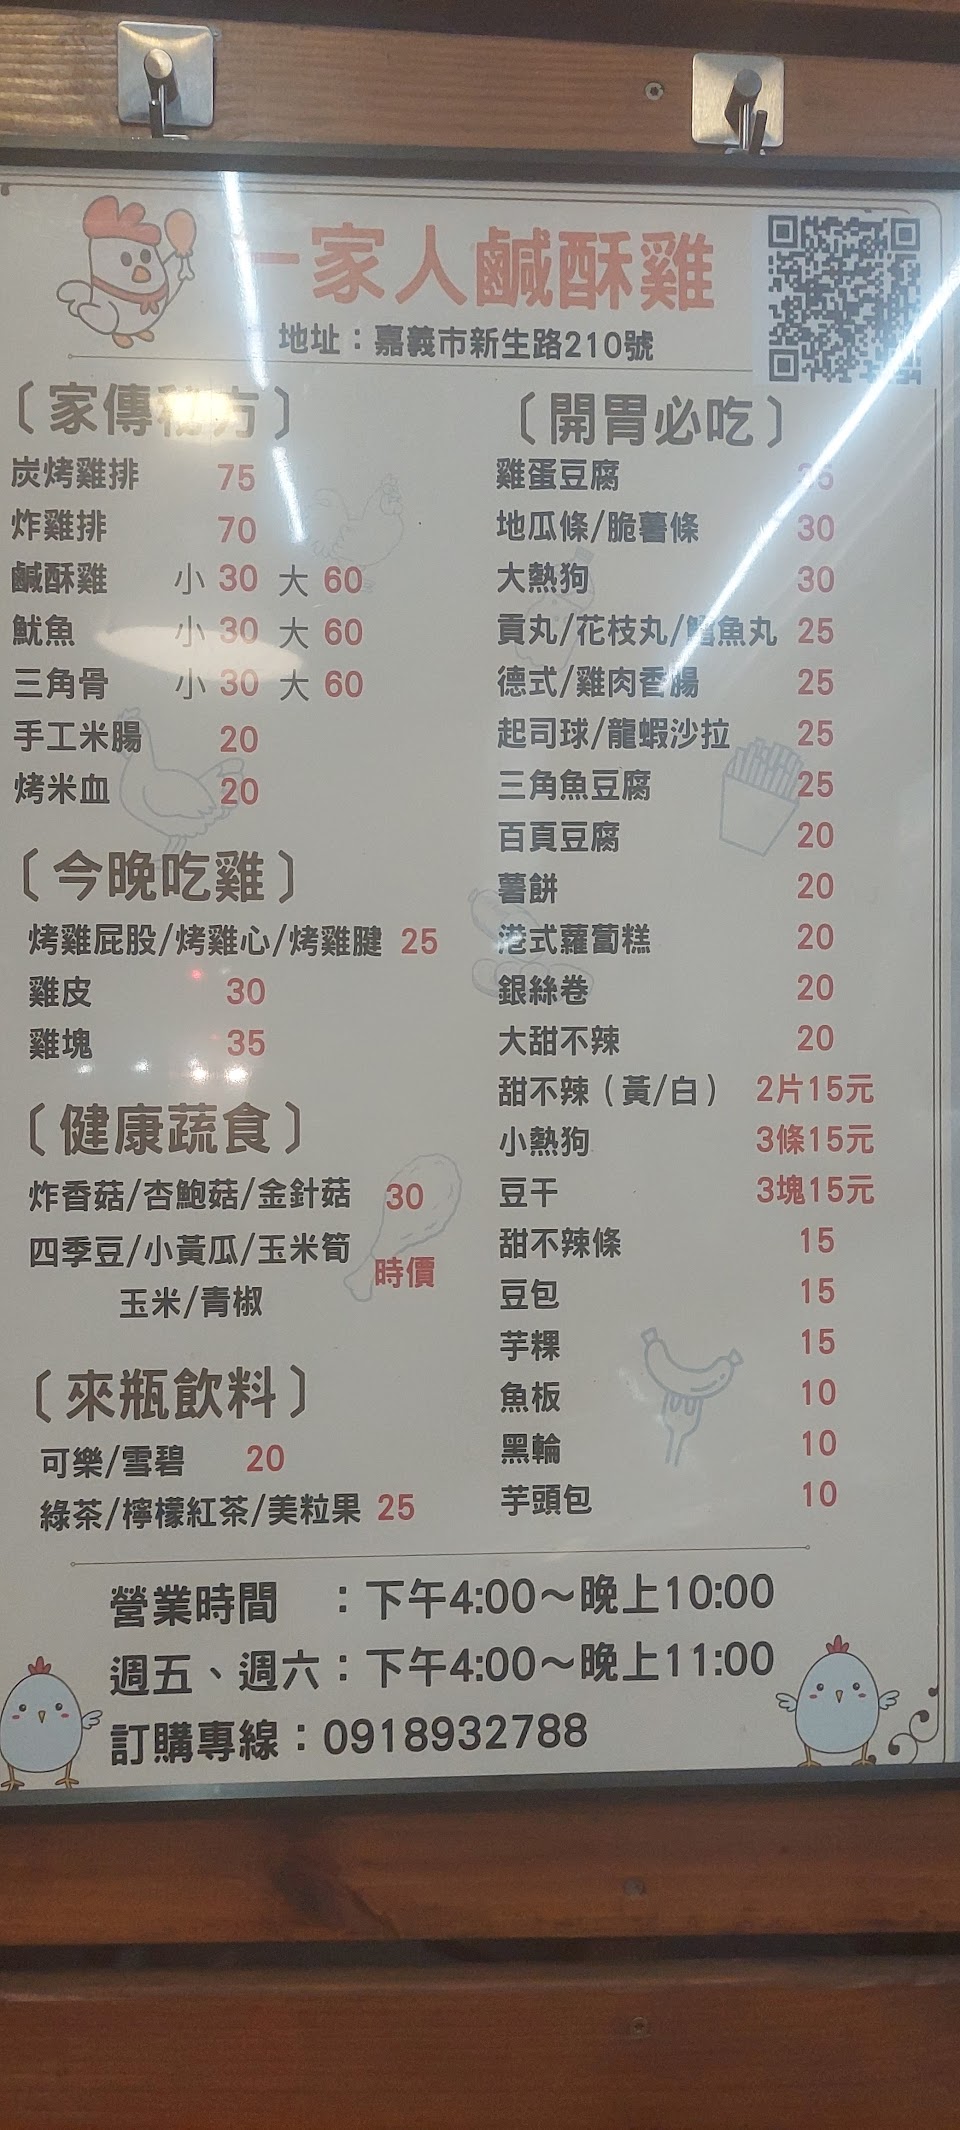 一家人鹹酥雞
地址：嘉義市新生路210號
〔家傳秘方〕
炭烤雞排 75
炸雞排 70
鹹酥雞 小 30 大 60
魷魚 小 30 大 60
三角骨 小 30 大 60
手工米腸 20
烤米血 20
〔今晚吃雞〕
烤雞屁股/烤雞心/烤雞腱 25
雞皮 30
雞塊 35
〔健康蔬食〕
炸香菇/杏鮑菇/金針菇 30
四季豆/小黃瓜/玉米筍
玉米/青椒 時價
〔來瓶飲料〕
可樂/雪碧 20
綠茶/檸檬紅茶/美粒果 25
〔開胃必吃〕
雞蛋豆腐
地瓜條/脆薯條 30
大熱狗 30
貢丸/花枝丸/鱈魚丸 25
德式/雞肉香腸 25
起司球/龍蝦沙拉 25
三角魚豆腐 25
百頁豆腐 20
薯餅 20
港式蘿蔔糕 20
銀絲卷 20
大甜不辣 20
甜不辣（黃/白） 2片15元
小熱狗 3條15元
豆干 3塊15元
甜不辣條 15
豆包 15
芋粿 15
魚板 10
黑輪 10
芋頭包 10
營業時間 ：下午4:00～晚上10:00
週五、週六：下午4:00～晚上11:00
訂購專線：0918932788